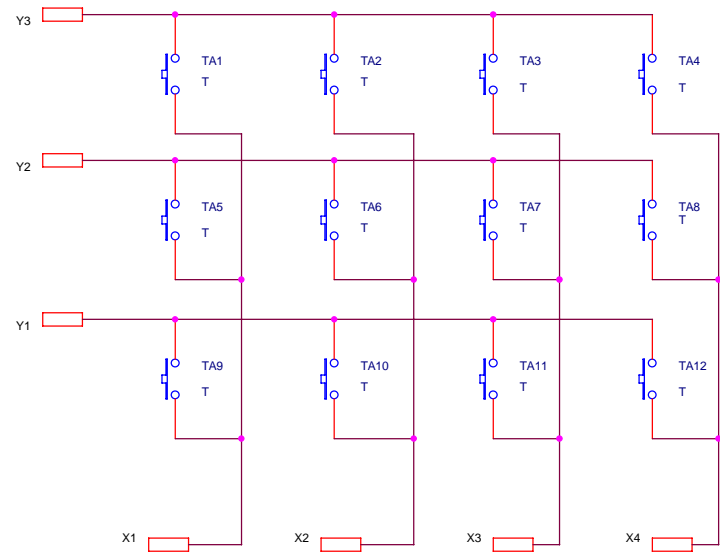 Y3
TA1 TA2 TA3 TA4
T T T T
Y2
TA5 TA6 TA7 TA8
T T T T
Y1
TA9 TA10 TA11 TA12
T T T T
X1 X2 X3 X4